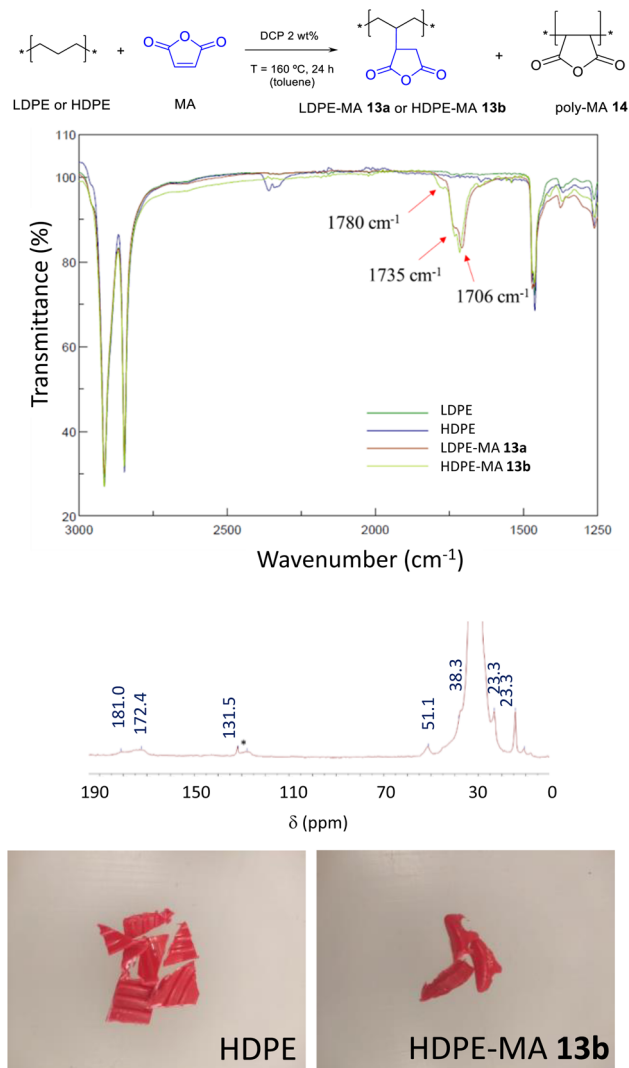 DCP 2 wt%
* * + O O O T = 160 ºC, 24 h (toluene) * * O O O + * * O O O
LDPE or HDPE MA LDPE-MA 13a or HDPE-MA 13b poly-MA 14
110
100
80
60
40
20
Transmittance (%)
1780 cm-1
1735 cm-1
1706 cm-1
LDPE
HDPE
LDPE-MA 13a
HDPE-MA 13b
3000 2500 2000 1500 1250
Wavenumber (cm-1)
181.0
172.4
131.5
*
51.1
38.3
23.3
23.3
190 150 110 70 30 0
δ (ppm)
HDPE
HDPE-MA 13b